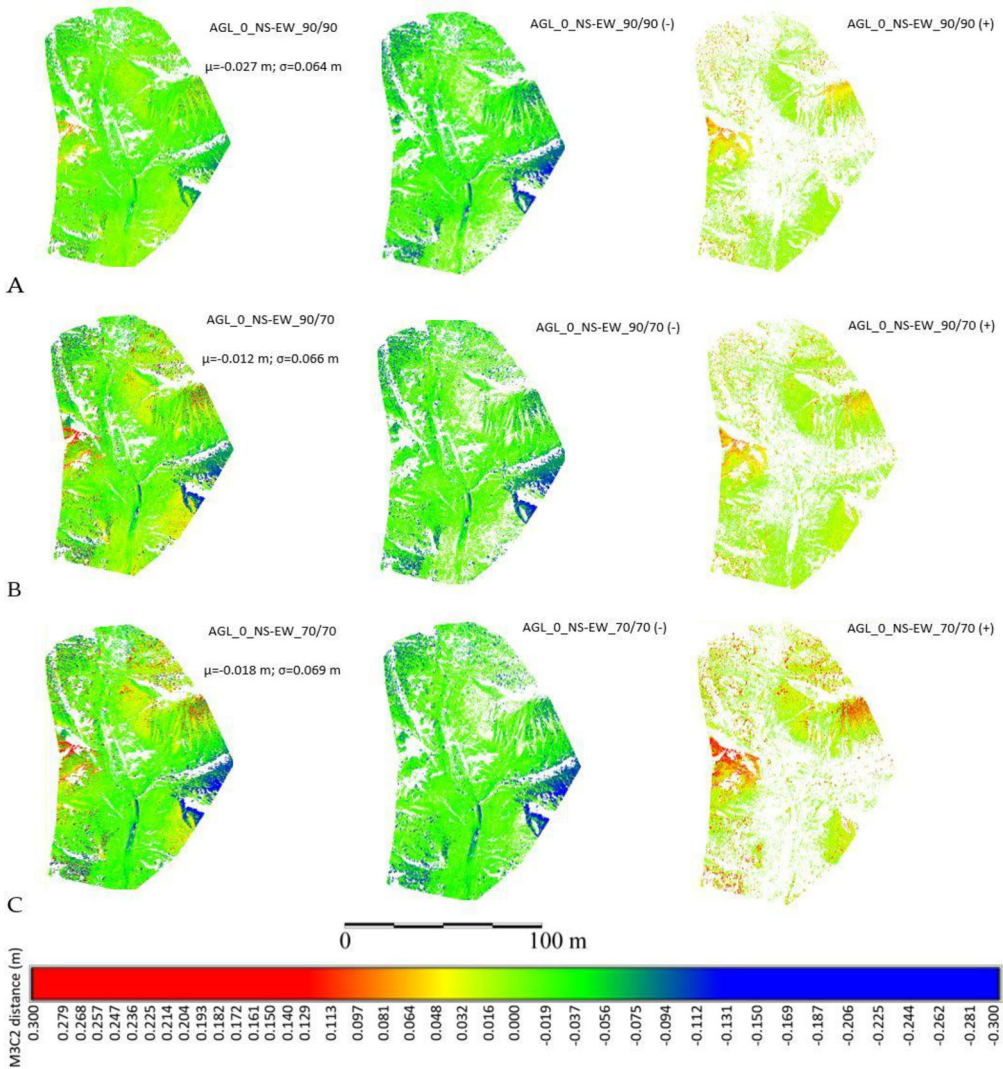 AGL_0_NS-EW_90/90
AGL_0_NS-EW_90/90 (-)
AGL_0_NS-EW_90/90 (+)
μ=-0.027 m; σ=0.064 m
A
AGL_0_NS-EW_90/70
AGL_0_NS-EW_90/70 (-)
AGL_0_NS-EW_90/70 (+)
μ=-0.012 m; σ=0.066 m
B
AGL_0_NS-EW_70/70
AGL_0_NS-EW_70/70 (-)
AGL_0_NS-EW_70/70 (+)
μ=-0.018 m; σ=0.069 m
C
0 100 m
M3C2 distance (m)
0.300
0.279
0.268
0.257
0.247
0.236
0.225
0.214
0.204
0.193
0.182
0.172
0.161
0.150
0.140
0.129
0.113
0.097
0.081
0.064
0.048
0.032
0.016
0.000
-0.019
-0.037
-0.056
-0.075
-0.094
-0.112
-0.131
-0.150
-0.169
-0.187
-0.206
-0.225
-0.244
-0.262
-0.281
-0.300